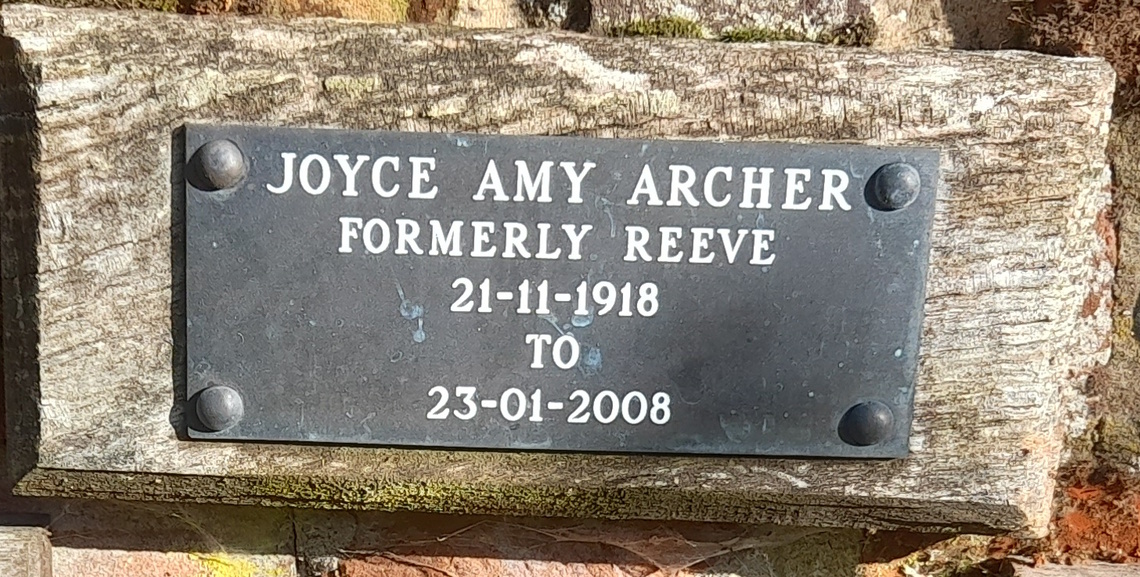 JOYCE AMY ARCHER
FORMERLY REEVE
21-11-1918
TO
23-01-2008